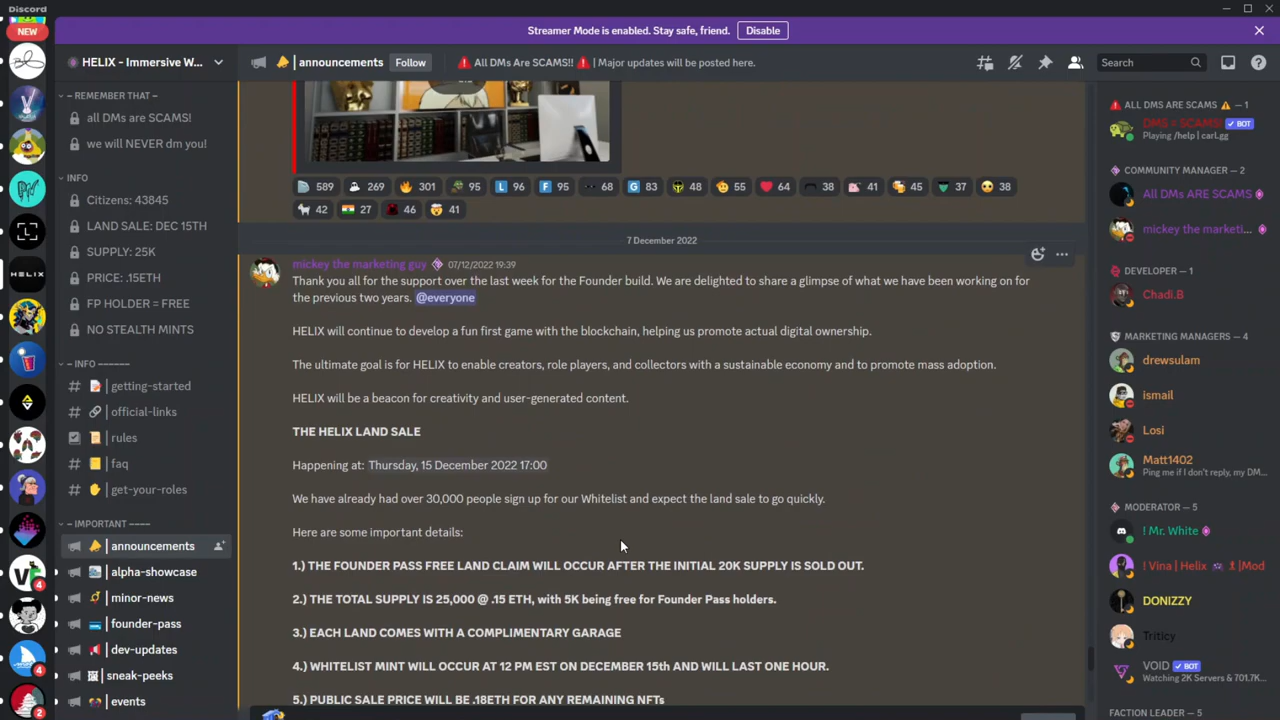 Discord
Streamer Mode is enabled. Stay safe, friend. Disable
NEW
HELIX - Immersive W...
announcements Follow All DMs Are SCAMS!! | Major updates will be posted here.
Search
– REMEMBER THAT –
all DMs are SCAMS!
we will NEVER dm you!
INFO
Citizens: 43845
LAND SALE: DEC 15TH
SUPPLY: 25K
PRICE: .15ETH
FP HOLDER = FREE
NO STEALTH MINTS
– INFO ––––––
getting-started
official-links
rules
faq
get-your-roles
– IMPORTANT ––––
announcements
alpha-showcase
minor-news
founder-pass
dev-updates
sneak-peeks
events
HELIX
4
4
2
589 269 301 95 L 96 F 95 68 G 83 48 55 64 38 41 45 37 38
42 27 46 41
7 December 2022
mickey the marketing guy 07/12/2022 19:39
Thank you all for the support over the last week for the Founder build. We are delighted to share a glimpse of what we have been working on for
the previous two years. @everyone
HELIX will continue to develop a fun first game with the blockchain, helping us promote actual digital ownership.
The ultimate goal is for HELIX to enable creators, role players, and collectors with a sustainable economy and to promote mass adoption.
HELIX will be a beacon for creativity and user-generated content.
THE HELIX LAND SALE
Happening at: Thursday, 15 December 2022 17:00
We have already had over 30,000 people sign up for our Whitelist and expect the land sale to go quickly.
Here are some important details:
1.) THE FOUNDER PASS FREE LAND CLAIM WILL OCCUR AFTER THE INITIAL 20K SUPPLY IS SOLD OUT.
2.) THE TOTAL SUPPLY IS 25,000 @ .15 ETH, with 5K being free for Founder Pass holders.
3.) EACH LAND COMES WITH A COMPLIMENTARY GARAGE
4.) WHITELIST MINT WILL OCCUR AT 12 PM EST ON DECEMBER 15th AND WILL LAST ONE HOUR.
5.) PUBLIC SALE PRICE WILL BE .18ETH FOR ANY REMAINING NFTs
ALL DMS ARE SCAMS – 1
DMS = SCAMS! BOT
Playing /help | carl.gg
COMMUNITY MANAGER – 2
All DMs ARE SCAMS
mickey the marketi...
DEVELOPER – 1
Chadi.B
MARKETING MANAGERS – 4
drewsulam
ismail
Losi
Matt1402
Ping me if I don't reply, my DM...
MODERATOR – 5
! Mr. White
! Vina | Helix |Mod
DONIZZY
Triticy
VOID BOT
Watching 2K Servers & 701.7K...
FACTION LEADER – 5